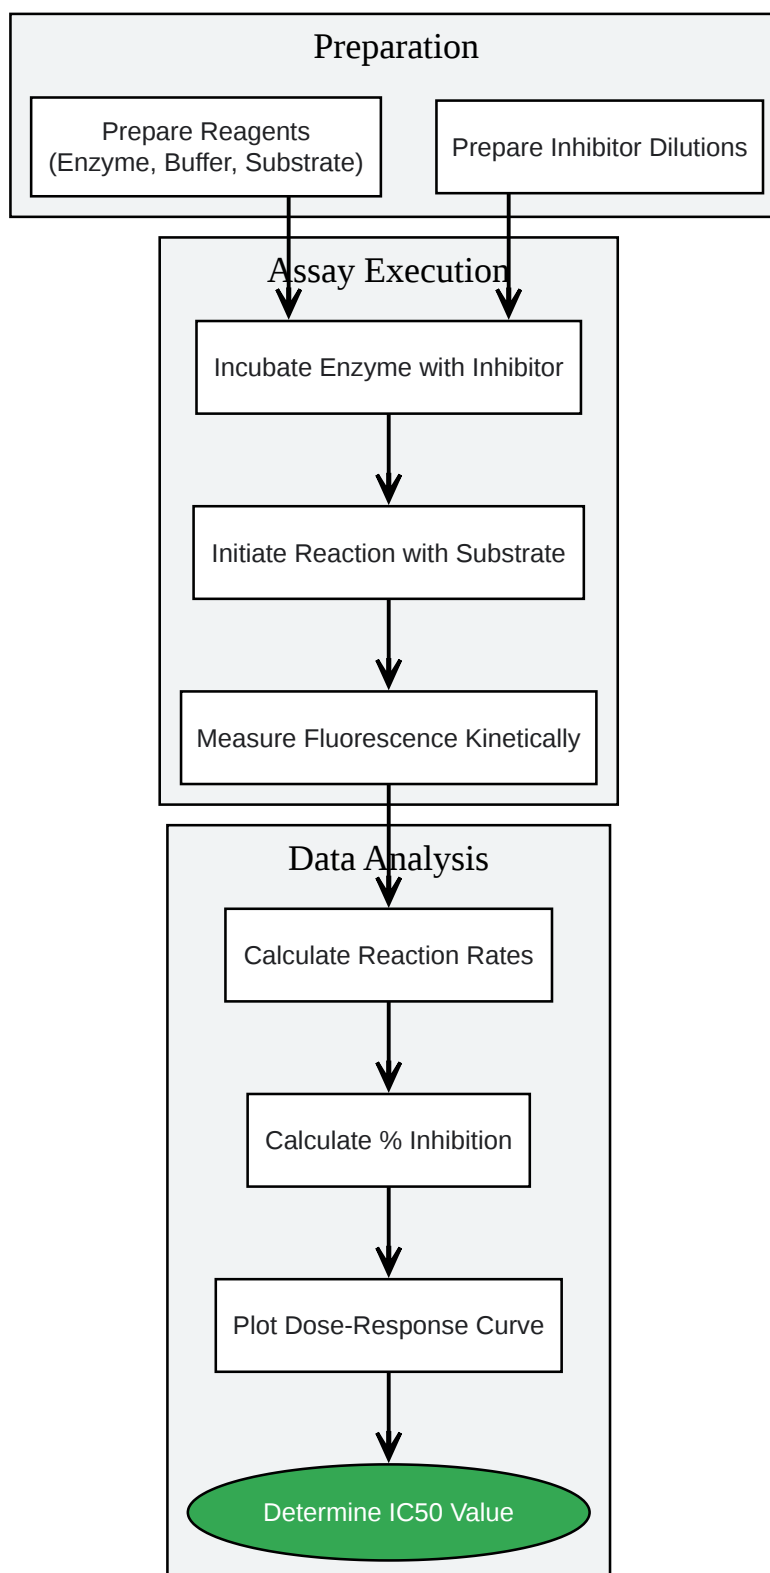 Preparation
Prepare Reagents
(Enzyme, Buffer, Substrate)
Prepare Inhibitor Dilutions
Assay Execution
Incubate Enzyme with Inhibitor
Initiate Reaction with Substrate
Measure Fluorescence Kinetically
Data Analysis
Calculate Reaction Rates
Calculate % Inhibition
Plot Dose-Response Curve
Determine IC50 Value